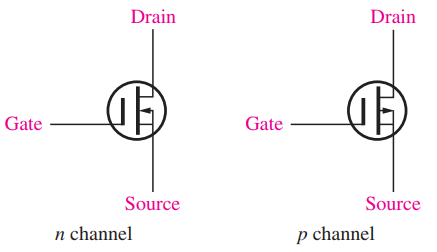 Drain
Drain
Gate
Gate
Source
Source
n channel
p channel